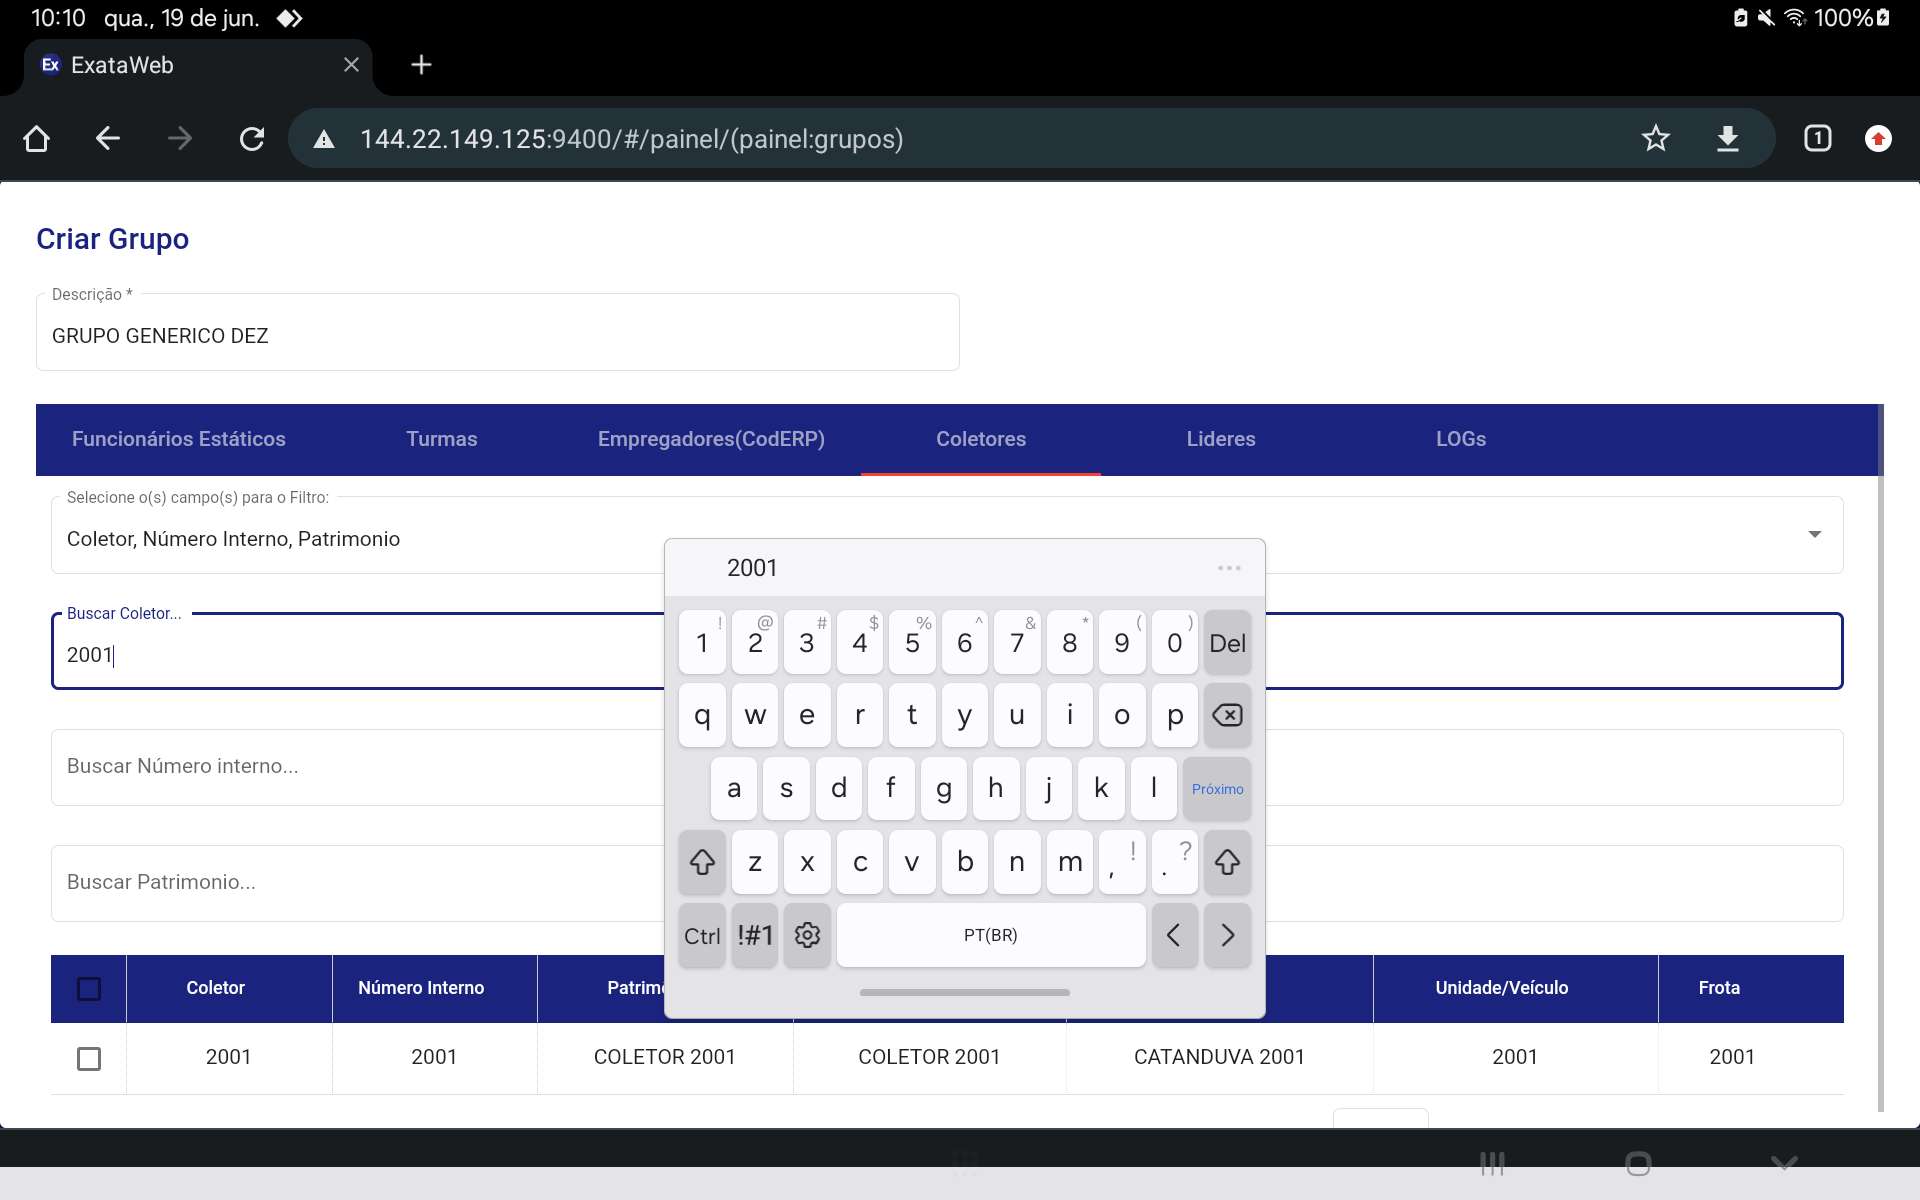 10:10 qua., 19 de jun. 100%
Ex ExataWeb
144.22.149.125:9400/#/painel/(painel:grupos) 1
Criar Grupo
Descrição *
GRUPO GENERICO DEZ
Funcionários Estáticos Turmas Empregadores(CodERP) Coletores Lideres LOGs
Selecione o(s) campo(s) para o Filtro:
Coletor, Número Interno, Patrimonio
Buscar Coletor...
2001
Buscar Número interno...
Buscar Patrimonio...
2001 ...
! @ # $ % ^ & * ( )
1 2 3 4 5 6 7 8 9 0 Del
q w e r t y u i o p
a s d f g h j k l Próximo
z x c v b n m , ! . ?
Ctrl !#1 PT(BR) < >
Coletor Número Interno Unidade/Veículo Frota
2001 2001 COLETOR 2001 COLETOR 2001 CATANDUVA 2001 2001 2001